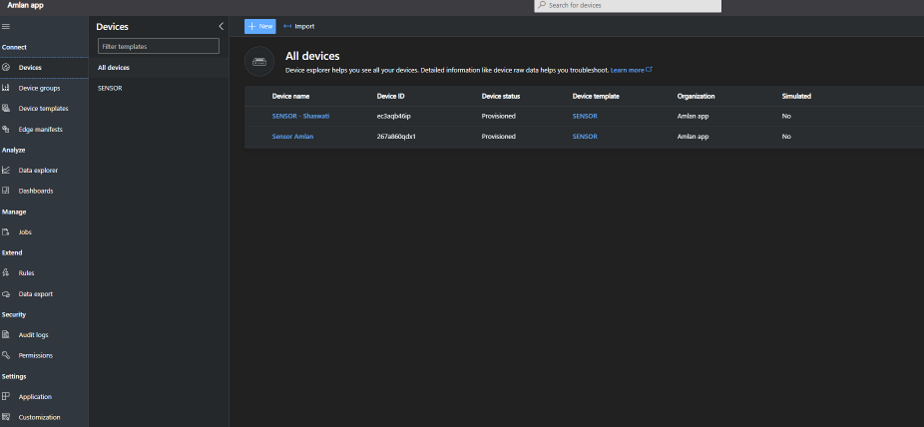 Amlan app
Search for devices
Connect
Devices
Device groups
Device templates
Edge manifests
Analyze
Data explorer
Dashboards
Manage
Jobs
Extend
Rules
Data export
Security
Audit logs
Permissions
Settings
Application
Customization
Devices
Filter templates
All devices
SENSOR
New
Import
All devices
Device explorer helps you see all your devices. Detailed information like device raw data helps you troubleshoot. Learn more
Device name Device ID Device status Device template Organization Simulated
SENSOR - Shaswati ec3aqb46ip Provisioned SENSOR Amlan app No
Sensor Amlan 267a860qdx1 Provisioned SENSOR Amlan app No